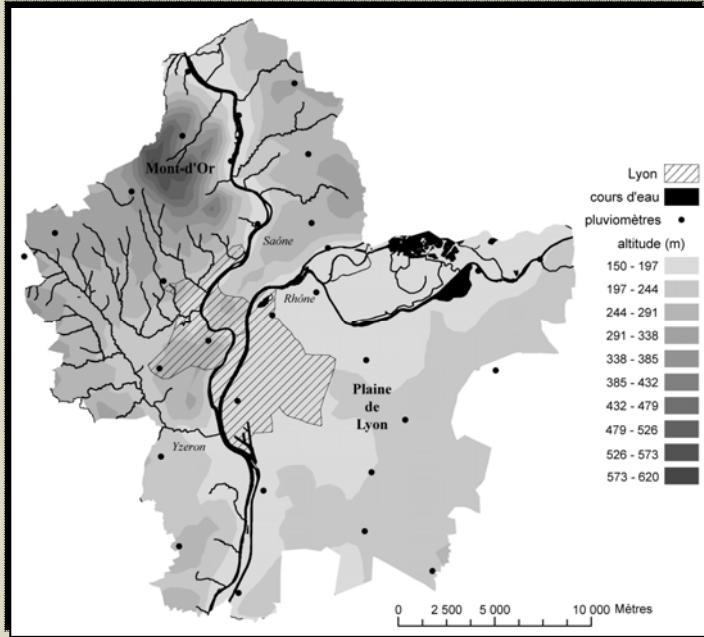 Mont-d'Or
Saône
Rhône
Plaine
de
Lyon
Yzeron
Lyon
cours d'eau
pluviomètres
altitude (m)
150 - 197
197 - 244
244 - 291
291 - 338
338 - 385
385 - 432
432 - 479
479 - 526
526 - 573
573 - 620
0 2 500 5 000 10 000 Mètres